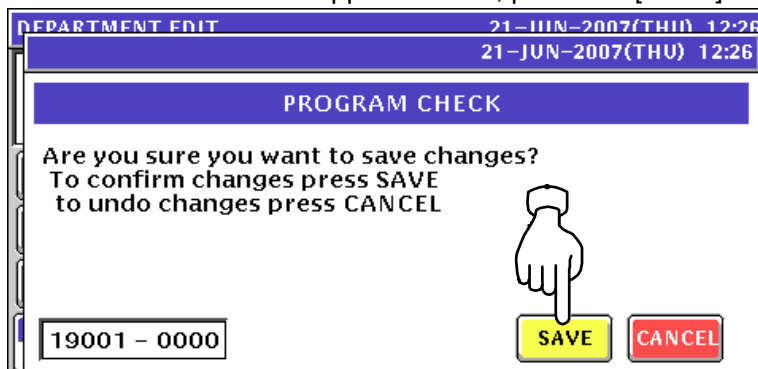 DEPARTMENT EDIT 21-JUN-2007(THU) 12:26
21-JUN-2007(THU) 12:26
PROGRAM CHECK
Are you sure you want to save changes?
To confirm changes press SAVE
to undo changes press CANCEL
19001 - 0000
SAVE
CANCEL